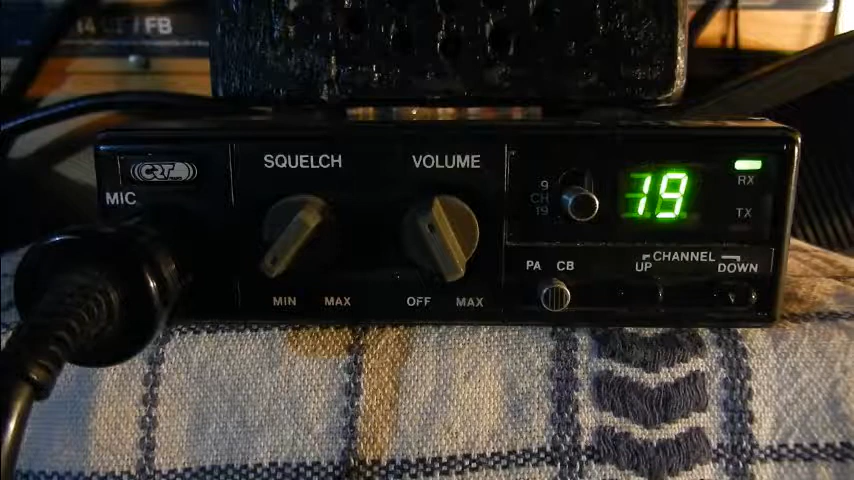 14 / FB
CRT
MIC
SQUELCH
VOLUME
MIN MAX
OFF MAX
9
CH
19
19
RX
TX
PA CB
CHANNEL
UP DOWN